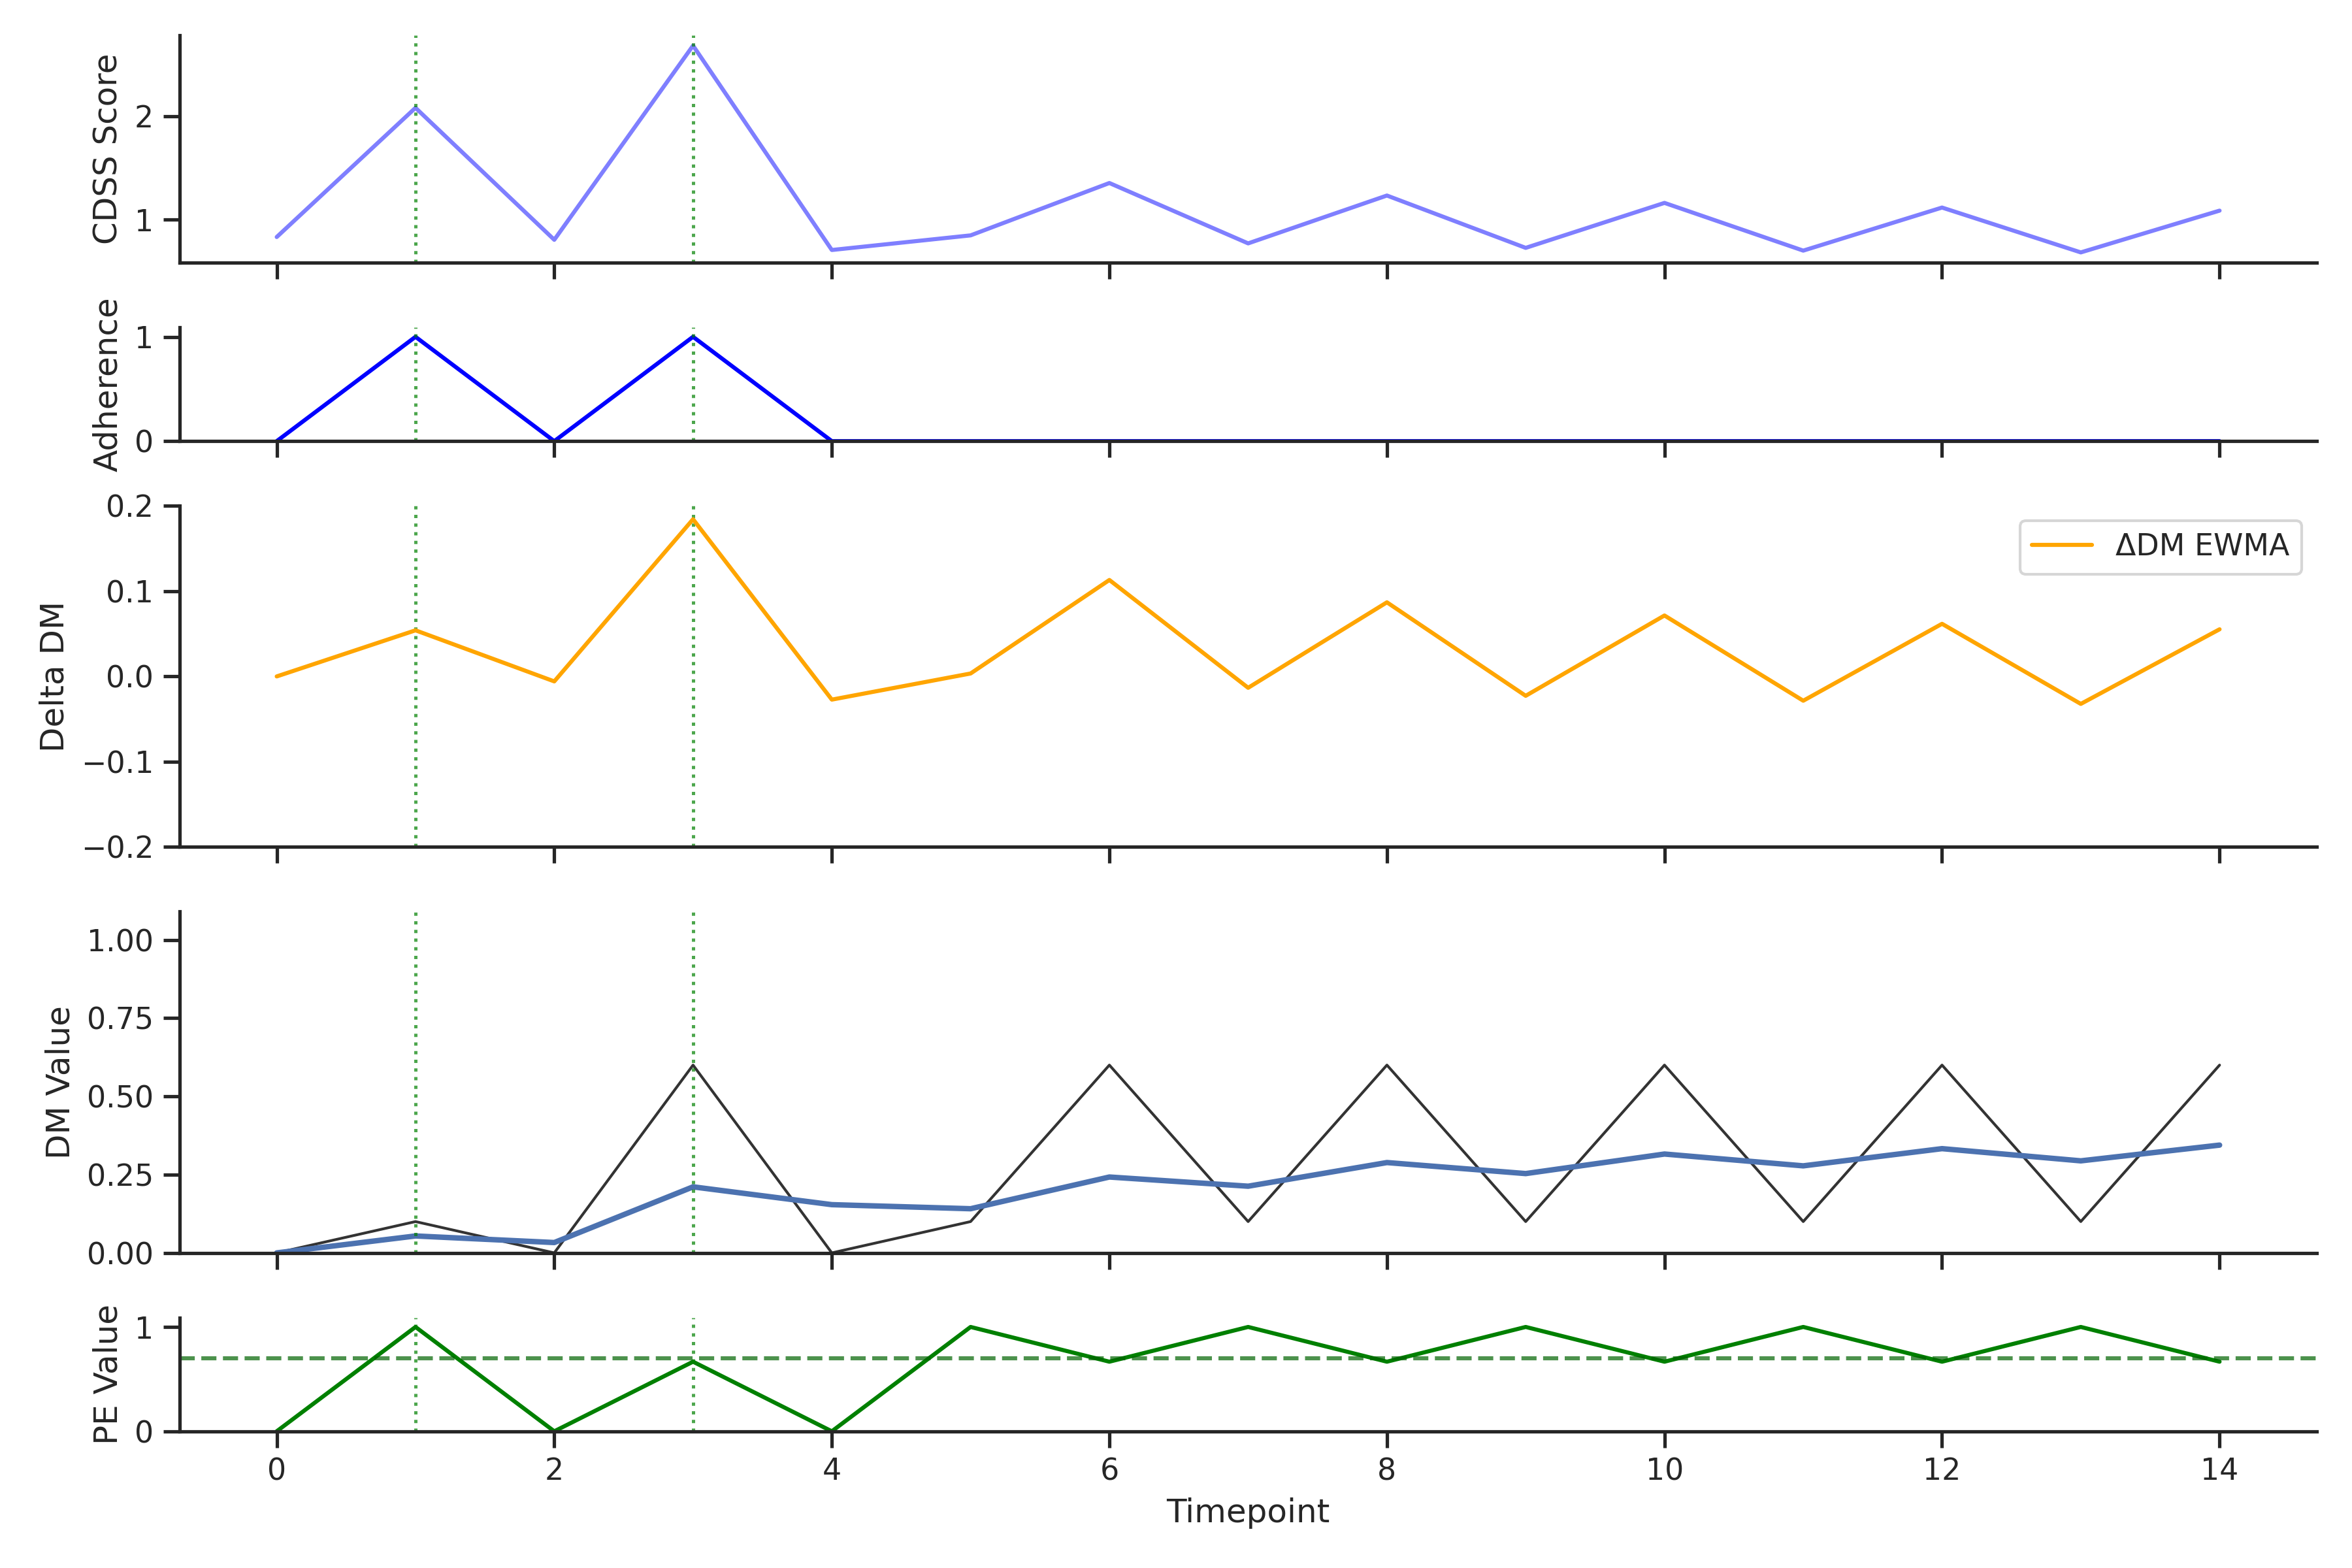 CDSS Score
2
1
Adherence
1
0
Delta DM
0.2
0.1
0.0
−0.1
−0.2
ΔDM EWMA
DM Value
1.00
0.75
0.50
0.25
0.00
PE Value
1
0
0 2 4 6 8 10 12 14
Timepoint